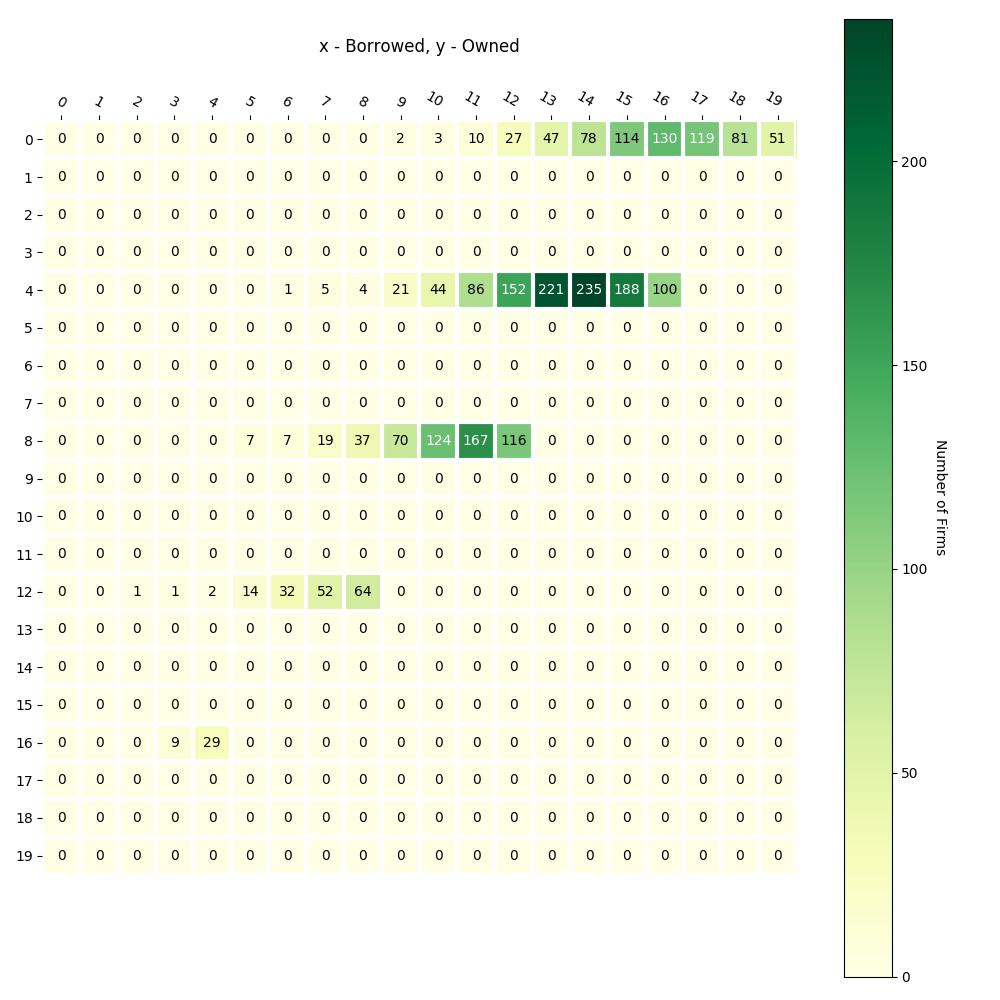 x - Borrowed, y - Owned
0 1 2 3 4 5 6 7 8 9 10 11 12 13 14 15 16 17 18 19
0 0 0 0 0 0 0 0 0 0 2 3 10 27 47 78 114 130 119 81 51
1 0 0 0 0 0 0 0 0 0 0 0 0 0 0 0 0 0 0 0 0
2 0 0 0 0 0 0 0 0 0 0 0 0 0 0 0 0 0 0 0 0
3 0 0 0 0 0 0 0 0 0 0 0 0 0 0 0 0 0 0 0 0
4 0 0 0 0 0 0 1 5 4 21 44 86 152 221 235 188 100 0 0 0
5 0 0 0 0 0 0 0 0 0 0 0 0 0 0 0 0 0 0 0 0
6 0 0 0 0 0 0 0 0 0 0 0 0 0 0 0 0 0 0 0 0
7 0 0 0 0 0 0 0 0 0 0 0 0 0 0 0 0 0 0 0 0
8 0 0 0 0 0 7 7 19 37 70 124 167 116 0 0 0 0 0 0 0
9 0 0 0 0 0 0 0 0 0 0 0 0 0 0 0 0 0 0 0 0
10 0 0 0 0 0 0 0 0 0 0 0 0 0 0 0 0 0 0 0 0
11 0 0 0 0 0 0 0 0 0 0 0 0 0 0 0 0 0 0 0 0
12 0 0 1 1 2 14 32 52 64 0 0 0 0 0 0 0 0 0 0 0
13 0 0 0 0 0 0 0 0 0 0 0 0 0 0 0 0 0 0 0 0
14 0 0 0 0 0 0 0 0 0 0 0 0 0 0 0 0 0 0 0 0
15 0 0 0 0 0 0 0 0 0 0 0 0 0 0 0 0 0 0 0 0
16 0 0 0 9 29 0 0 0 0 0 0 0 0 0 0 0 0 0 0 0
17 0 0 0 0 0 0 0 0 0 0 0 0 0 0 0 0 0 0 0 0
18 0 0 0 0 0 0 0 0 0 0 0 0 0 0 0 0 0 0 0 0
19 0 0 0 0 0 0 0 0 0 0 0 0 0 0 0 0 0 0 0 0
200
150
100
50
0
Number of Firms